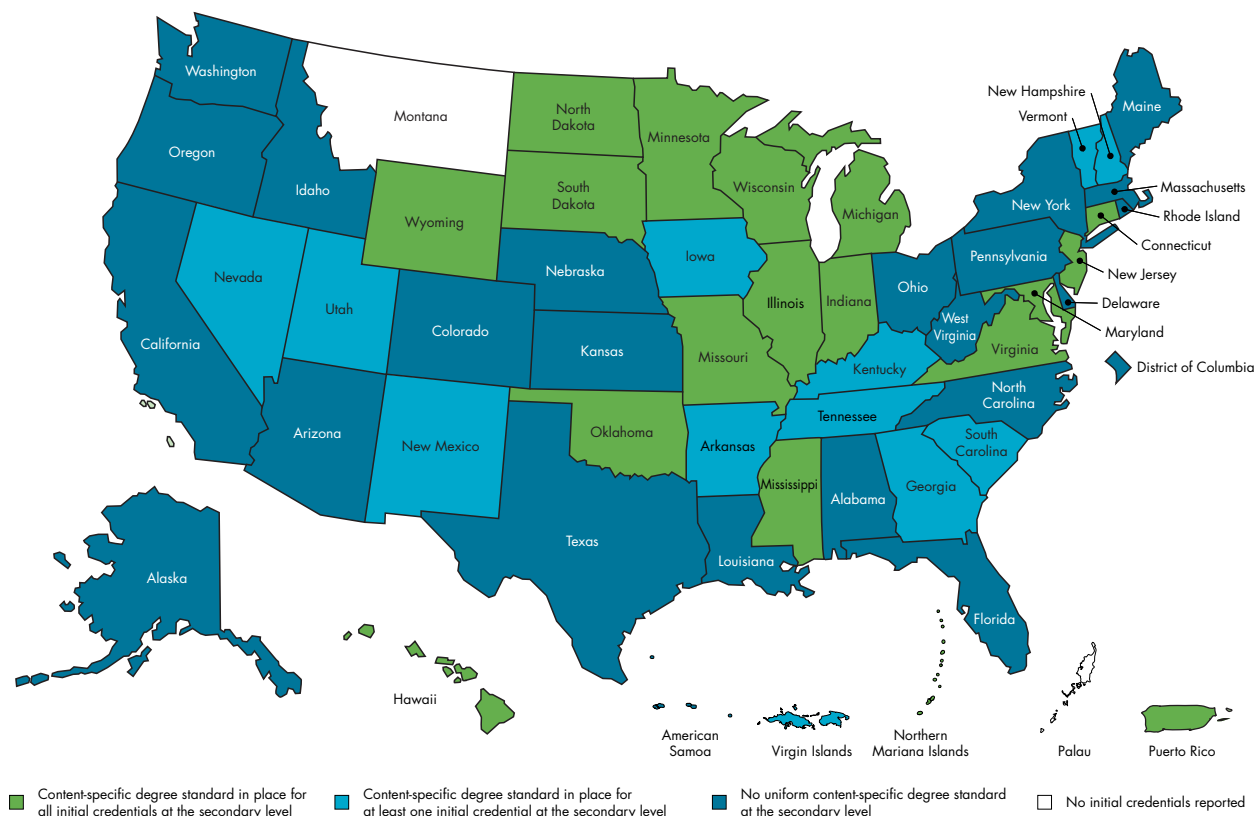 Washington
Montana
North
Dakota
Minnesota
New Hampshire
Vermont
Maine
Oregon
Idaho
South
Dakota
Wisconsin
Michigan
Massachusetts
New York
Rhode Island
Wyoming
Connecticut
Nevada
Nebraska
Iowa
Pennsylvania
New Jersey
Utah
Illinois
Indiana
Ohio
Delaware
California
Colorado
Kansas
Missouri
West
Virginia
Virginia
Maryland
Kentucky
District of Columbia
North
Carolina
Arizona
New Mexico
Oklahoma
Arkansas
Tennessee
South
Carolina
Mississippi
Alabama
Georgia
Texas
Louisiana
Alaska
Florida
Hawaii
American
Samoa
Virgin Islands
Northern
Mariana Islands
Palau
Puerto Rico
Content-specific degree standard in place for
all initial credentials at the secondary level
Content-specific degree standard in place for
at least one initial credential at the secondary level
No uniform content-specific degree standard
at the secondary level
No initial credentials reported